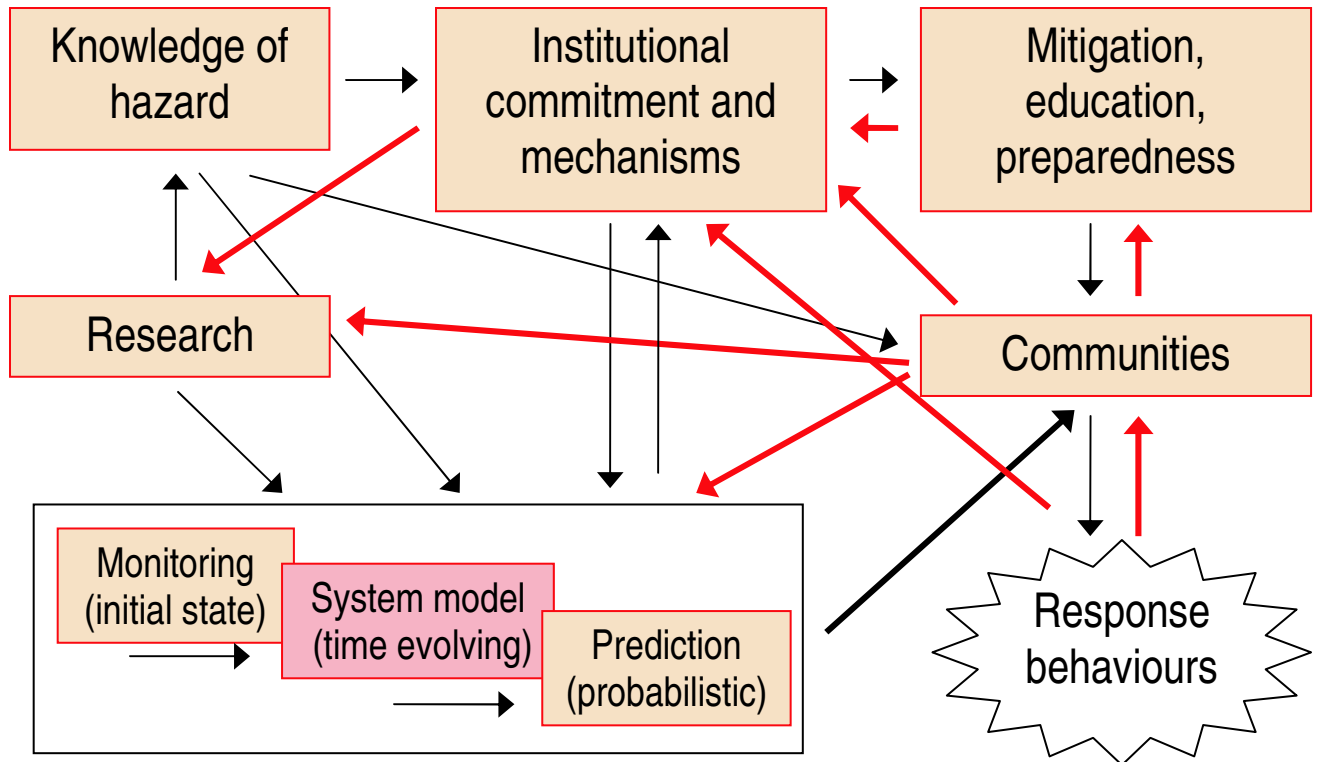 Knowledge of
hazard
Institutional
commitment and
mechanisms
Mitigation,
education,
preparedness
Research
Communities
Monitoring
(initial state)
System model
(time evolving)
Prediction
(probabilistic)
Response
behaviours